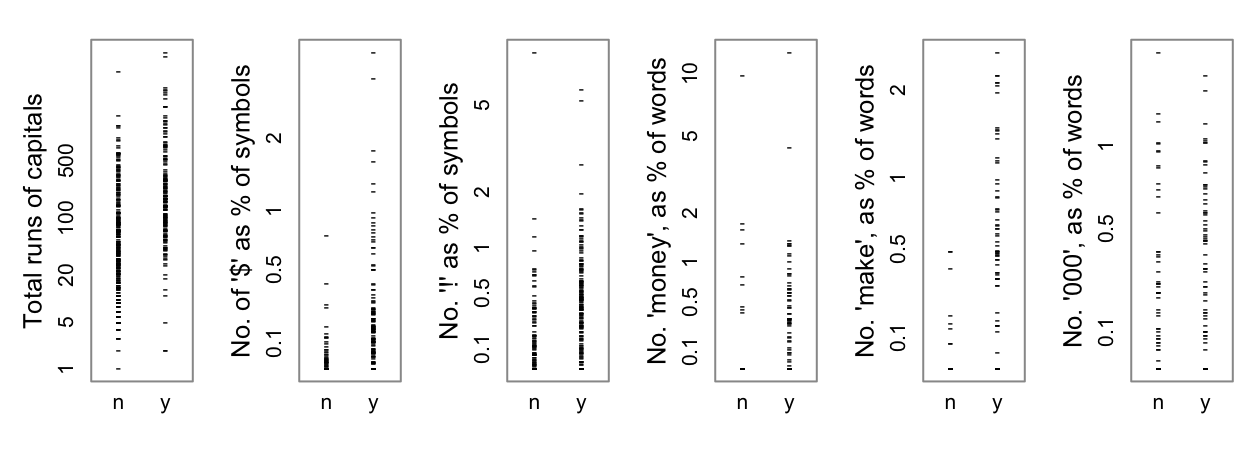 Total runs of capitals
1
5
20
100
500
n y
No. of '$' as % of symbols
0.1
0.5
1
2
n y
No. '!' as % of symbols
0.1
0.5
1
2
5
n y
No. 'money', as % of words
0.1
0.5
1
2
5
10
n y
No. 'make', as % of words
0.1
0.5
1
2
n y
No. '000', as % of words
0.1
0.5
1
n y